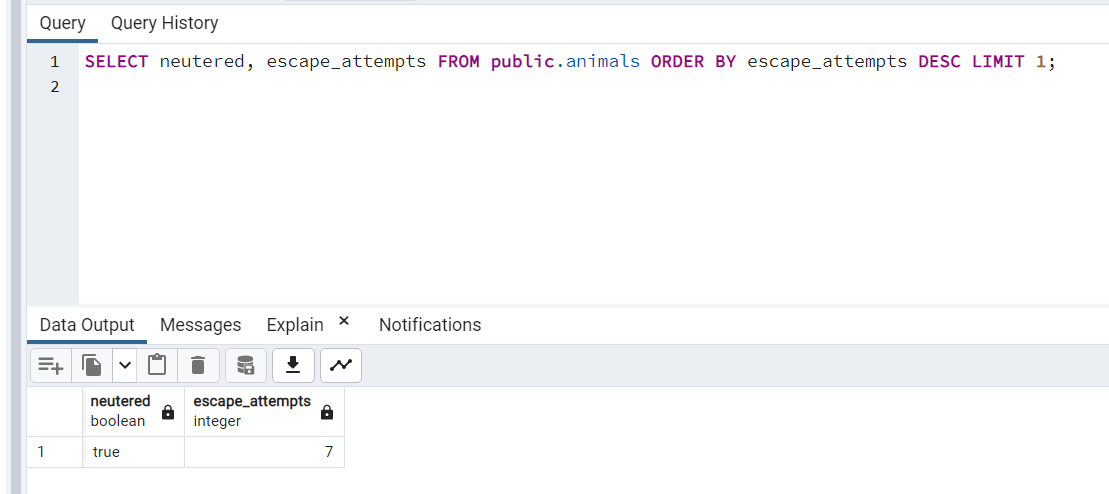 Query Query History
1 SELECT neutered, escape_attempts FROM public.animals ORDER BY escape_attempts DESC LIMIT 1;
2
Data Output Messages Explain × Notifications
neutered escape_attempts
boolean integer
1 true 7